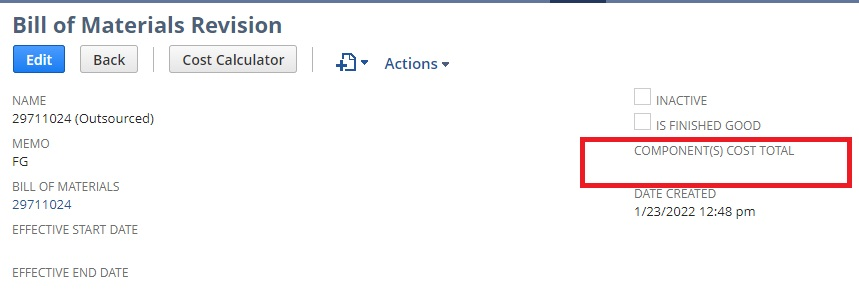 Bill of Materials Revision
Edit
Back
Cost Calculator
Actions
NAME
29711024 (Outsourced)
MEMO
FG
BILL OF MATERIALS
29711024
EFFECTIVE START DATE
EFFECTIVE END DATE
INACTIVE
IS FINISHED GOOD
COMPONENT(S) COST TOTAL
DATE CREATED
1/23/2022 12:48 pm